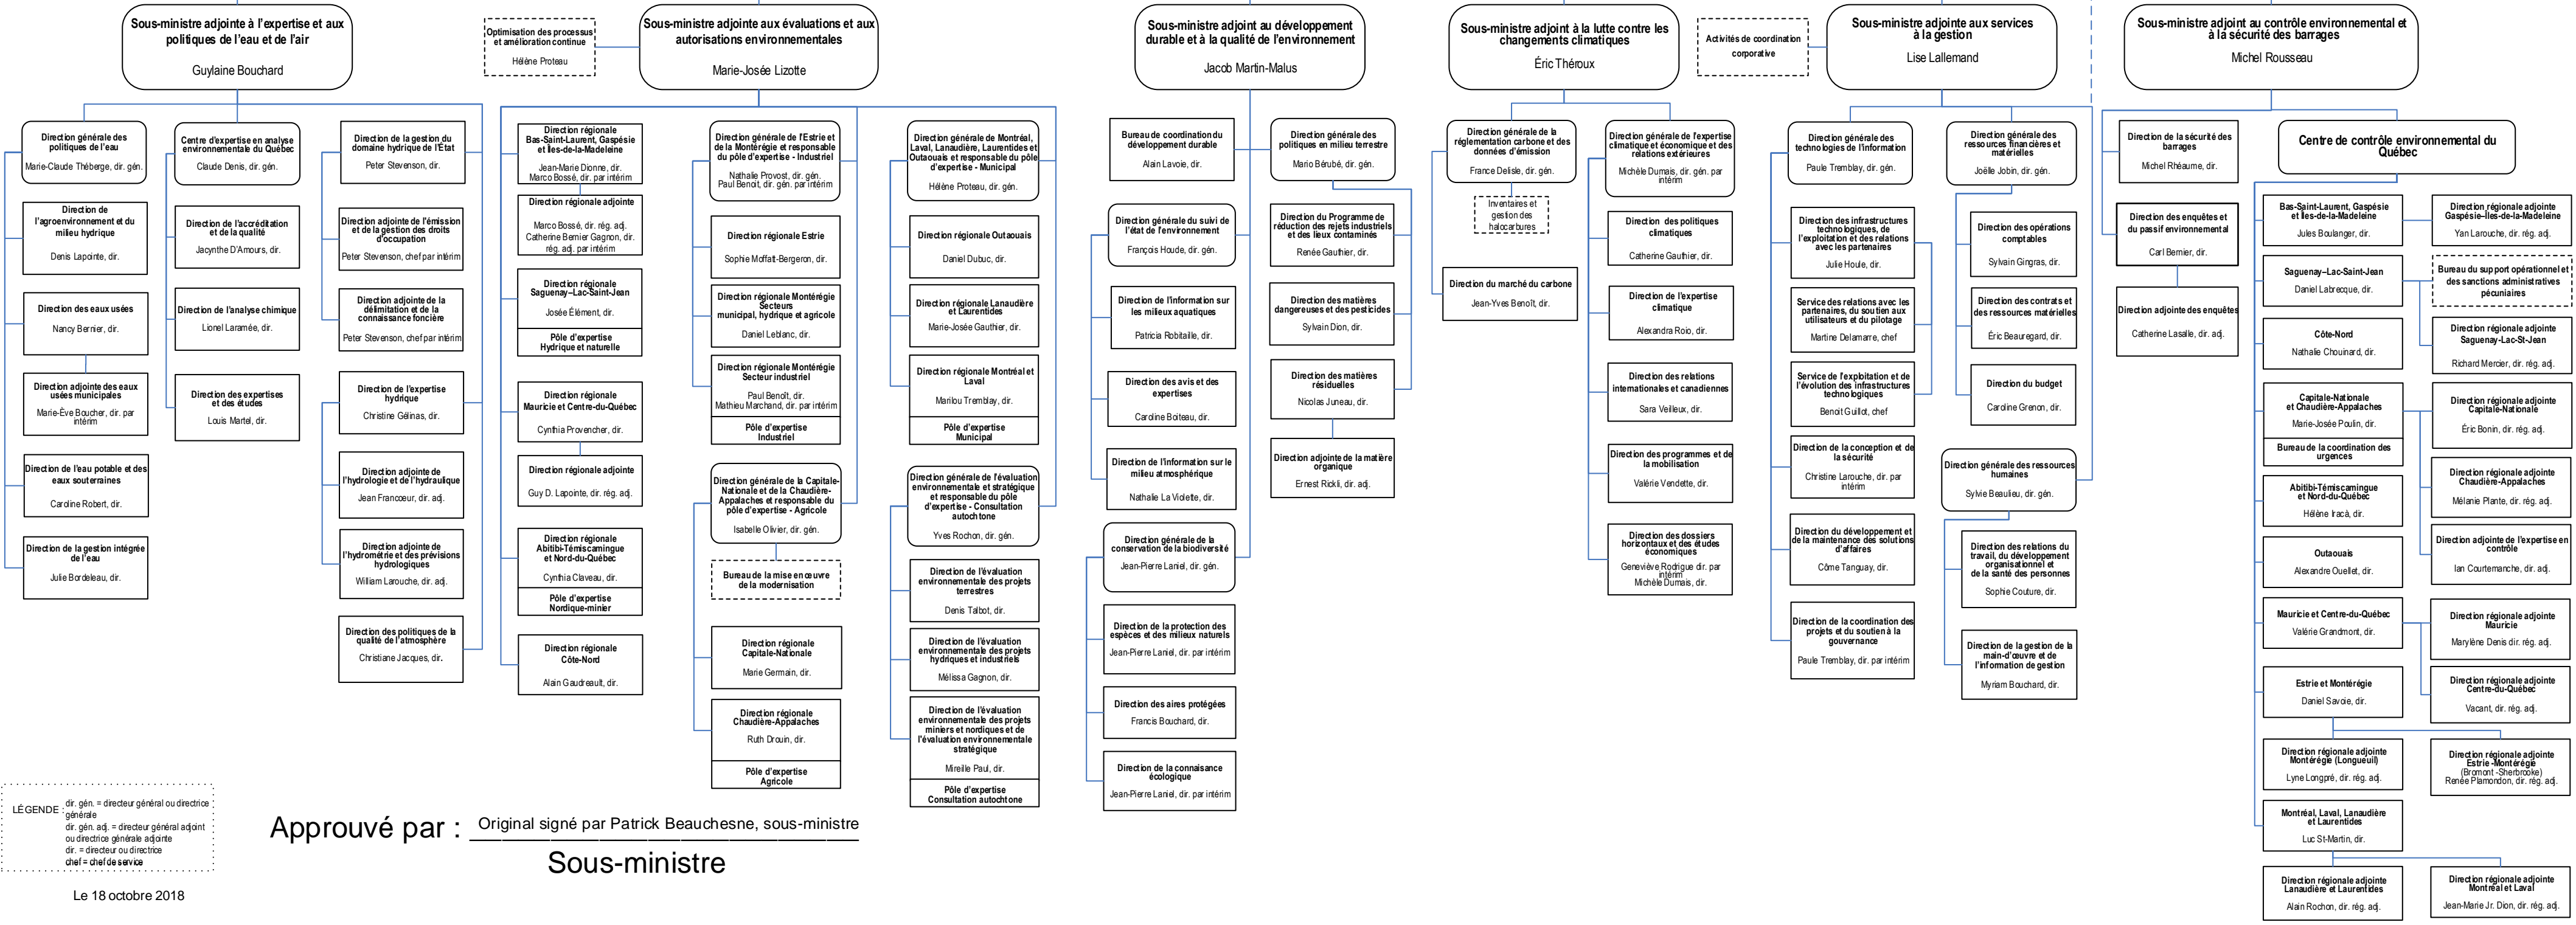 Sous-ministre adjointe à l'expertise et aux
politiques de l'eau et de l'air
Guylaine Bouchard
Direction générale des
politiques de l'eau
Marie-Claude Théberge, dir. gén.
Direction de
l'agroenvironnement et du
milieu hydrique
Denis Lapointe, dir.
Direction des eaux usées
Nancy Bernier, dir.
Direction adjointe des eaux
usées municipales
Marie-Ève Boucher, dir. par
intérim
Direction de l'eau potable et des
eaux souterraines
Caroline Robert, dir.
Direction de la gestion intégrée
de l'eau
Julie Bordeleau, dir.
Centre d'expertise en analyse
environnementale du Québec
Claude Denis, dir. gén.
Direction de l'accréditation
et de la qualité
Jacynthe D'Amours, dir.
Direction de l'analyse chimique
Lionel Laramée, dir.
Direction des expertises
et des études
Louis Martel, dir.
Direction de la gestion du
domaine hydrique de l'État
Peter Stevenson, dir.
Direction adjointe de l'émission
et de la gestion des droits
d'occupation
Peter Stevenson, chef par intérim
Direction adjointe de la
délimitation et de la
connaissance foncière
Peter Stevenson, chef par intérim
Direction de l'expertise
hydrique
Christine Gélinas, dir.
Direction adjointe de
l'hydrologie et de l'hydraulique
Jean Francœur, dir. adj.
Direction adjointe de
l'hydrométrie et des prévisions
hydrologiques
William Larouche, dir. adj.
Direction des politiques de la
qualité de l'atmosphère
Christiane Jacques, dir.
Optimisation des processus
et amélioration continue
Hélène Proteau
Sous-ministre adjointe aux évaluations et aux
autorisations environnementales
Marie-Josée Lizotte
Direction régionale
Bas-Saint-Laurent, Gaspésie
et Îles-de-la-Madeleine
Jean-Marie Dionne, dir.
Marco Bossé, dir. par intérim
Direction régionale adjointe
Marco Bossé, dir. rég. adj.
Catherine Bernier Gagnon, dir.
rég. adj. par intérim
Direction régionale
Saguenay–Lac-Saint-Jean
Josée Élément, dir.
Pôle d'expertise
Hydrique et naturelle
Direction régionale
Mauricie et Centre-du-Québec
Cynthia Provencher, dir.
Direction régionale adjointe
Guy D. Lapointe, dir. rég. adj.
Direction régionale
Abitibi-Témiscamingue
et Nord-du-Québec
Cynthia Claveau, dir.
Pôle d'expertise
Nordique-minier
Direction régionale
Côte-Nord
Alain Gaudreault, dir.
Direction générale de l'Estrie et
de la Montérégie et responsable
du pôle d'expertise - Industriel
Nathalie Provost, dir. gén.
Paul Benoit, dir. gén. par intérim
Direction régionale Estrie
Sophie Moffatt-Bergeron, dir.
Direction régionale Montérégie
Secteurs
municipal, hydrique et agricole
Daniel Leblanc, dir.
Direction régionale Montérégie
Secteur industriel
Paul Benoît, dir.
Mathieu Marchand, dir. par intérim
Pôle d'expertise
Industriel
Direction générale de la Capitale-
Nationale et de la Chaudière-
Appalaches et responsable du
pôle d'expertise - Agricole
Isabelle Olivier, dir. gén.
Bureau de la mise en œuvre
de la modernisation
Direction régionale
Capitale-Nationale
Marie Germain, dir.
Direction régionale
Chaudière-Appalaches
Ruth Drouin, dir.
Pôle d'expertise
Agricole
Direction générale de Montréal,
Laval, Lanaudière, Laurentides et
Outaouais et responsable du pôle
d'expertise - Municipal
Hélène Proteau, dir. gén.
Direction régionale Outaouais
Daniel Dubuc, dir.
Direction régionale Lanaudière
et Laurentides
Marie-Josée Gauthier, dir.
Direction régionale Montréal et
Laval
Marilou Tremblay, dir.
Pôle d'expertise
Municipal
Direction générale de l'évaluation
environnementale et stratégique
et responsable du pôle
d'expertise - Consultation
autochtone
Yves Rochon, dir. gén.
Direction de l'évaluation
environnementale des projets
terrestres
Denis Talbot, dir.
Direction de l'évaluation
environnementale des projets
hydriques et industriels
Mélissa Gagnon, dir.
Direction de l'évaluation
environnementale des projets
miniers et nordiques et de
l'évaluation environnementale
stratégique
Mireille Paul, dir.
Pôle d'expertise
Consultation autochtone
Sous-ministre adjoint au développement
durable et à la qualité de l'environnement
Jacob Martin-Malus
Bureau de coordination du
développement durable
Alain Lavoie, dir.
Direction générale du suivi de
l'état de l'environnement
François Houde, dir. gén.
Direction de l'information sur
les milieux aquatiques
Patricia Robitaille, dir.
Direction des avis et des
expertises
Caroline Boiteau, dir.
Direction de l'information sur le
milieu atmosphérique
Nathalie La Violette, dir.
Direction générale de la
conservation de la biodiversité
Jean-Pierre Laniel, dir. gén.
Direction de la protection des
espèces et des milieux naturels
Jean-Pierre Laniel, dir. par intérim
Direction des aires protégées
Francis Bouchard, dir.
Direction de la connaisance
écologique
Jean-Pierre Laniel, dir. par intérim
Direction générale des
politiques en milieu terrestre
Mario Bérubé, dir. gén.
Direction du Programme de
réduction des rejets industriels
et des lieux contaminés
Renée Gauthier, dir.
Direction des matières
dangereuses et des pesticides
Sylvain Dion, dir.
Direction des matières
résiduelles
Nicolas Juneau, dir.
Direction adjointe de la matière
organique
Ernest Rickli, dir. adj.
Sous-ministre adjoint à la lutte contre les
changements climatiques
Éric Théroux
Direction générale de la
réglementation carbone et des
données d'émission
France Delisle, dir. gén.
Inventaires et
gestion des
halocarbures
Direction du marché du carbone
Jean-Yves Benoît, dir.
Direction générale de l'expertise
climatique et économique et des
relations extérieures
Michèle Dumais, dir. gén. par
intérim
Direction des politiques
climatiques
Catherine Gauthier, dir.
Direction de l'expertise
climatique
Alexandra Roio, dir.
Direction des relations
internationales et canadiennes
Sara Veilleux, dir.
Direction des programmes et de
la mobilisation
Valérie Vendette, dir.
Direction des dossiers
horizontaux et des études
économiques
Geneviève Rodrigue dir. par
intérim
Michèle Dumais, dir.
Activités de coordination
corporative
Sous-ministre adjointe aux services
à la gestion
Lise Lallemand
Direction générale des
technologies de l'information
Paule Tremblay, dir. gén.
Direction des infrastructures
technologiques, de
l'exploitation et des relations
avec les partenaires
Julie Houle, dir.
Service des relations avec les
partenaires, du soutien aux
utilisateurs et du pilotage
Martine Delamarre, chef
Service de l'exploitation et de
l'évolution des infrastructures
technologiques
Benoit Guillot, chef
Direction de la conception et de
la sécurité
Christine Larouche, dir. par
intérim
Direction du développement et
de la maintenance des solutions
d'affaires
Côme Tanguay, dir.
Direction de la coordination des
projets et du soutien à la
gouvernance
Paule Tremblay, dir. par intérim
Direction générale des
ressources financières et
matérielles
Joëlle Jobin, dir. gén.
Direction des opérations
comptables
Sylvain Gingras, dir.
Direction des contrats et
des ressources matérielles
Éric Beauregard, dir.
Direction du budget
Caroline Grenon, dir.
Direction générale des ressources
humaines
Sylvie Beaulieu, dir. gén.
Direction des relations du
travail, du développement
organisationnel et
de la santé des personnes
Sophie Couture, dir.
Direction de la gestion de la
main-d'œuvre et de
l'information de gestion
Myriam Bouchard, dir.
Sous-ministre adjoint au contrôle environnemental et
à la sécurité des barrages
Michel Rousseau
Direction de la sécurité des
barrages
Michel Rhéaume, dir.
Direction des enquêtes et
du passif environnemental
Carl Bernier, dir.
Direction adjointe des enquêtes
Catherine Lasalle, dir. adj.
Centre de contrôle environnemental du
Québec
Bas-Saint-Laurent, Gaspésie
et Îles-de-la-Madeleine
Jules Boulanger, dir.
Direction régionale adjointe
Gaspésie–Îles-de-la-Madeleine
Yan Larouche, dir. rég. adj.
Saguenay–Lac-Saint-Jean
Daniel Labrecque, dir.
Bureau du support opérationnel et
des sanctions administratives
pécuniaires
Côte-Nord
Nathalie Chouinard, dir.
Direction régionale adjointe
Saguenay-Lac-St-Jean
Richard Mercier, dir. rég. adj.
Capitale-Nationale
et Chaudière-Appalaches
Marie-Josée Poulin, dir.
Bureau de la coordination des
urgences
Direction régionale adjointe
Capitale-Nationale
Éric Bonin, dir. rég. adj.
Direction régionale adjointe
Chaudière-Appalaches
Mélanie Plante, dir. rég. adj.
Abitibi-Témiscamingue
et Nord-du-Québec
Hélène Iracà, dir.
Direction adjointe de l'expertise en
contrôle
Ian Courtemanche, dir. adj.
Outaouais
Alexandre Ouellet, dir.
Mauricie et Centre-du-Québec
Valérie Grandmont, dir.
Direction régionale adjointe
Mauricie
Marylène Denis dir. rég. adj.
Direction régionale adjointe
Centre-du-Québec
Vacant, dir. rég. adj.
Estrie et Montérégie
Daniel Savoie, dir.
Direction régionale adjointe
Montérégie (Longueuil)
Lyne Longpré, dir. rég. adj.
Direction régionale adjointe
Estrie -Montérégie
(Bromont -Sherbrooke)
Renée Plamondon, dir. rég. adj.
Montréal, Laval, Lanaudière
et Laurentides
Luc St-Martin, dir.
Direction régionale adjointe
Lanaudière et Laurentides
Alain Rochon, dir. rég. adj.
Direction régionale adjointe
Montréal et Laval
Jean-Marie Jr. Dion, dir. rég. adj.
LÉGENDE :
dir. gén. = directeur général ou directrice
générale
dir. gén. adj. = directeur général adjoint
ou directrice générale adjointe
dir. = directeur ou directrice
chef = chef de service
Le 18 octobre 2018
Approuvé par : Original signé par Patrick Beauchesne, sous-ministre
Sous-ministre